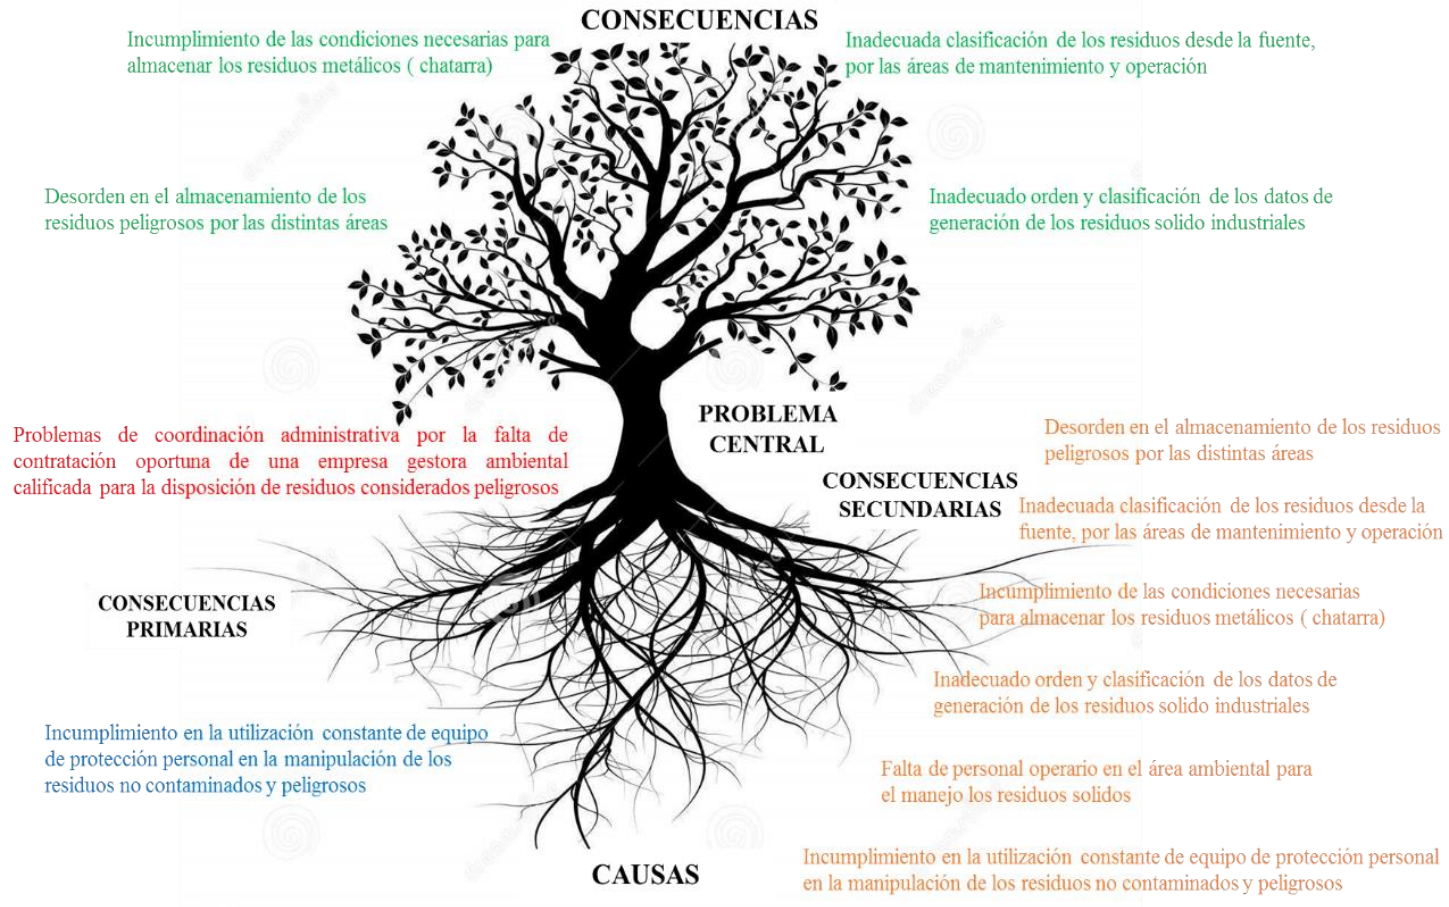 CONSECUENCIAS
Incumplimiento de las condiciones necesarias para
almacenar los residuos metálicos ( chatarra)
Inadecuada clasificación de los residuos desde la fuente,
por las áreas de mantenimiento y operación
Desorden en el almacenamiento de los
residuos peligrosos por las distintas áreas
Inadecuado orden y clasificación de los datos de
generación de los residuos solido industriales
PROBLEMA
CENTRAL
Problemas de coordinación administrativa por la falta de
contratación oportuna de una empresa gestora ambiental
calificada para la disposición de residuos considerados peligrosos
CONSECUENCIAS
SECUNDARIAS
Desorden en el almacenamiento de los residuos
peligrosos por las distintas áreas
Inadecuada clasificación de los residuos desde la
fuente, por las áreas de mantenimiento y operación
CONSECUENCIAS
PRIMARIAS
Incumplimiento de las condiciones necesarias
para almacenar los residuos metálicos ( chatarra)
Inadecuado orden y clasificación de los datos de
generación de los residuos solido industriales
Incumplimiento en la utilización constante de equipo
de protección personal en la manipulación de los
residuos no contaminados y peligrosos
Falta de personal operario en el área ambiental para
el manejo los residuos solidos
CAUSAS
Incumplimiento en la utilización constante de equipo de protección personal
en la manipulación de los residuos no contaminados y peligrosos